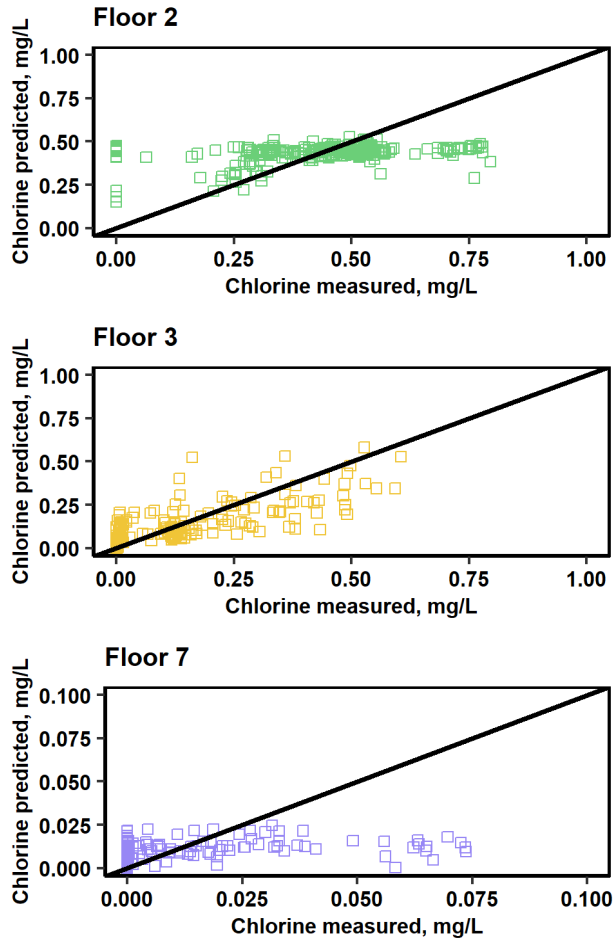 Floor 2
Chlorine predicted, mg/L
1.00
0.75
0.50
0.25
0.00
0.00 0.25 0.50 0.75 1.00
Chlorine measured, mg/L
Floor 3
Chlorine predicted, mg/L
1.00
0.75
0.50
0.25
0.00
0.00 0.25 0.50 0.75 1.00
Chlorine measured, mg/L
Floor 7
Chlorine predicted, mg/L
0.100
0.075
0.050
0.025
0.000
0.000 0.025 0.050 0.075 0.100
Chlorine measured, mg/L